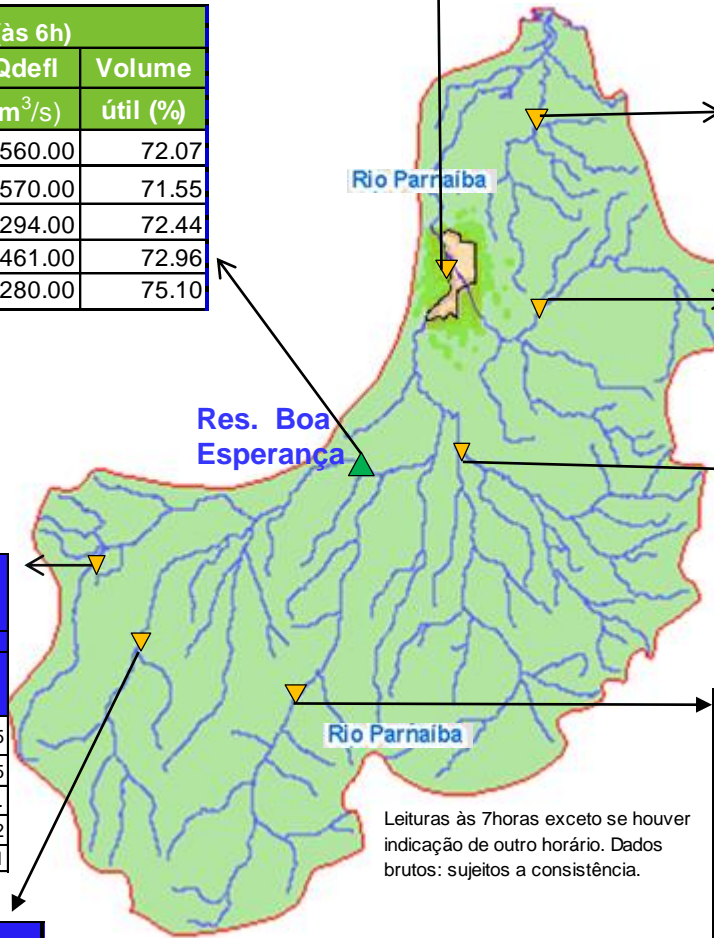 (às 6h)
Qdefl Volume
m³/s) útil (%)
560.00 72.07
570.00 71.55
294.00 72.44
461.00 72.96
280.00 75.10
Rio Parnaíba
Res. Boa
Esperança
Rio Parnaíba
Leituras às 7horas exceto se houver
indicação de outro horário. Dados
brutos: sujeitos a consistência.